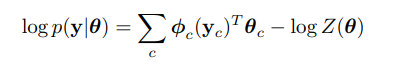 log p(y|θ) = ∑_c ϕ_c(y_c)^T θ_c − log Z(θ)